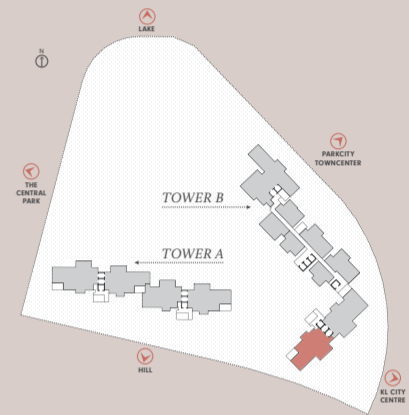 LAKE
N
PARKCITY
TOWNCENTER
THE
CENTRAL
PARK
TOWER B
TOWER A
HILL
KL CITY
CENTRE